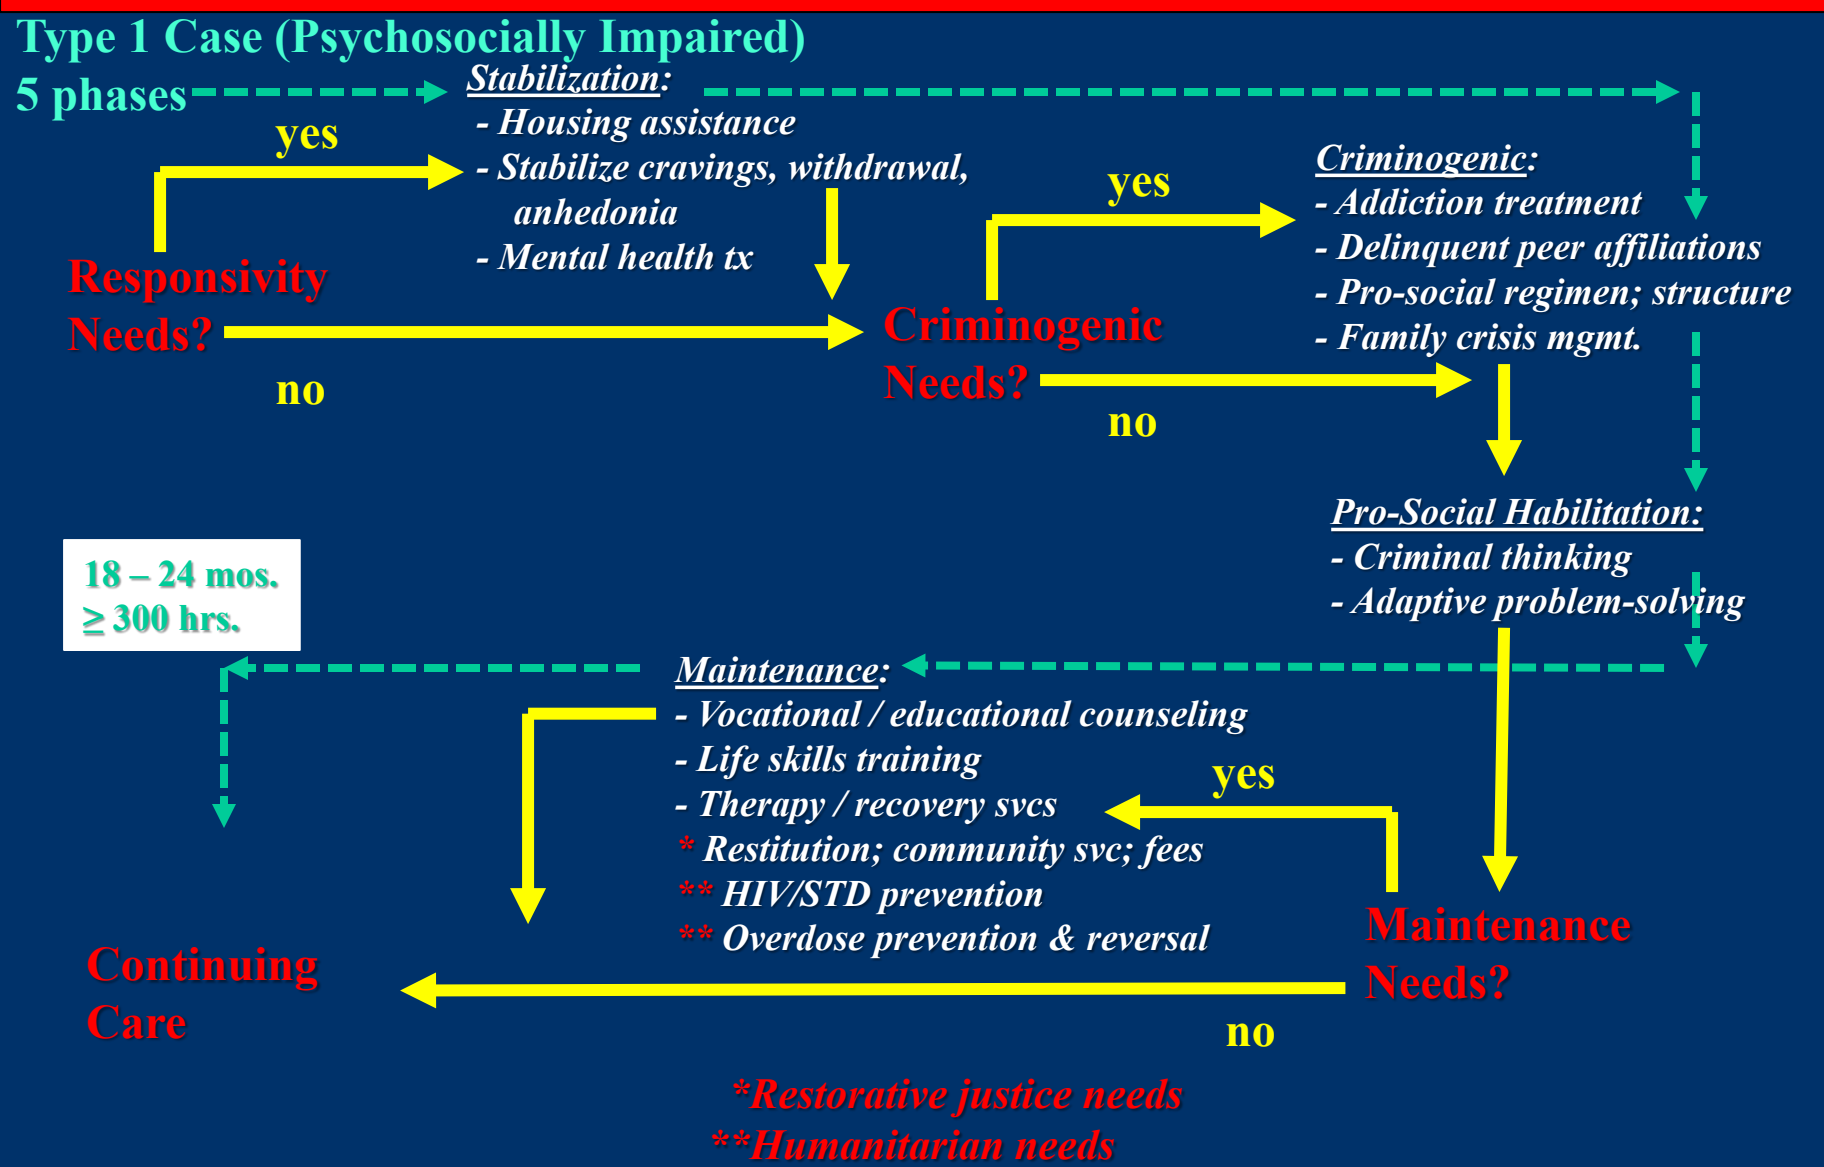 Type 1 Case (Psychosocially Impaired)
5 phases
Stabilization:
- Housing assistance
- Stabilize cravings, withdrawal,
anhedonia
- Mental health tx
yes
Responsivity
Needs?
no
Criminogenic
Needs?
yes
no
Criminogenic:
- Addiction treatment
- Delinquent peer affiliations
- Pro-social regimen; structure
- Family crisis mgmt.
Pro-Social Habilitation:
- Criminal thinking
- Adaptive problem-solving
18 – 24 mos.
≥ 300 hrs.
Maintenance:
- Vocational / educational counseling
- Life skills training
- Therapy / recovery svcs
* Restitution; community svc; fees
** HIV/STD prevention
** Overdose prevention & reversal
yes
Maintenance
Needs?
no
Continuing
Care
*Restorative justice needs
**Humanitarian needs